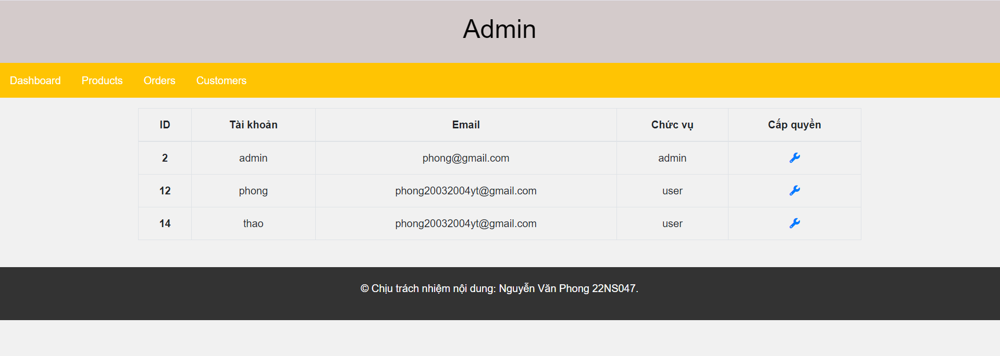 Admin
Dashboard Products Orders Customers
ID Tài khoản Email Chức vụ Cấp quyền
2 admin phong@gmail.com admin
12 phong phong20032004yt@gmail.com user
14 thao phong20032004yt@gmail.com user
© Chịu trách nhiệm nội dung: Nguyễn Văn Phong 22NS047.